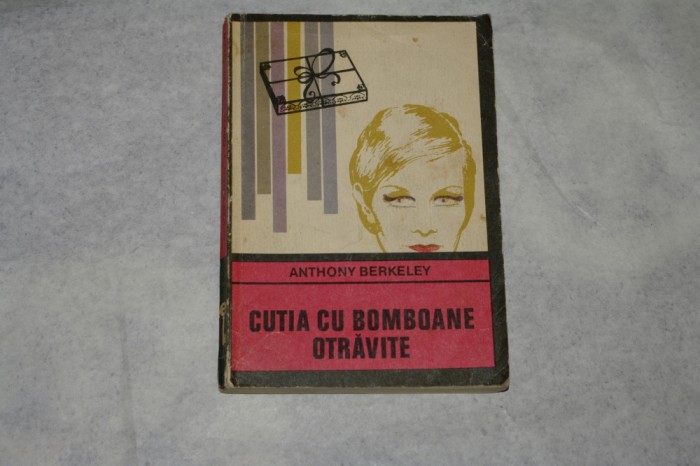 ANTHONY BERKELEY
CUTIA CU BOMBOANE
OTRĂVITE